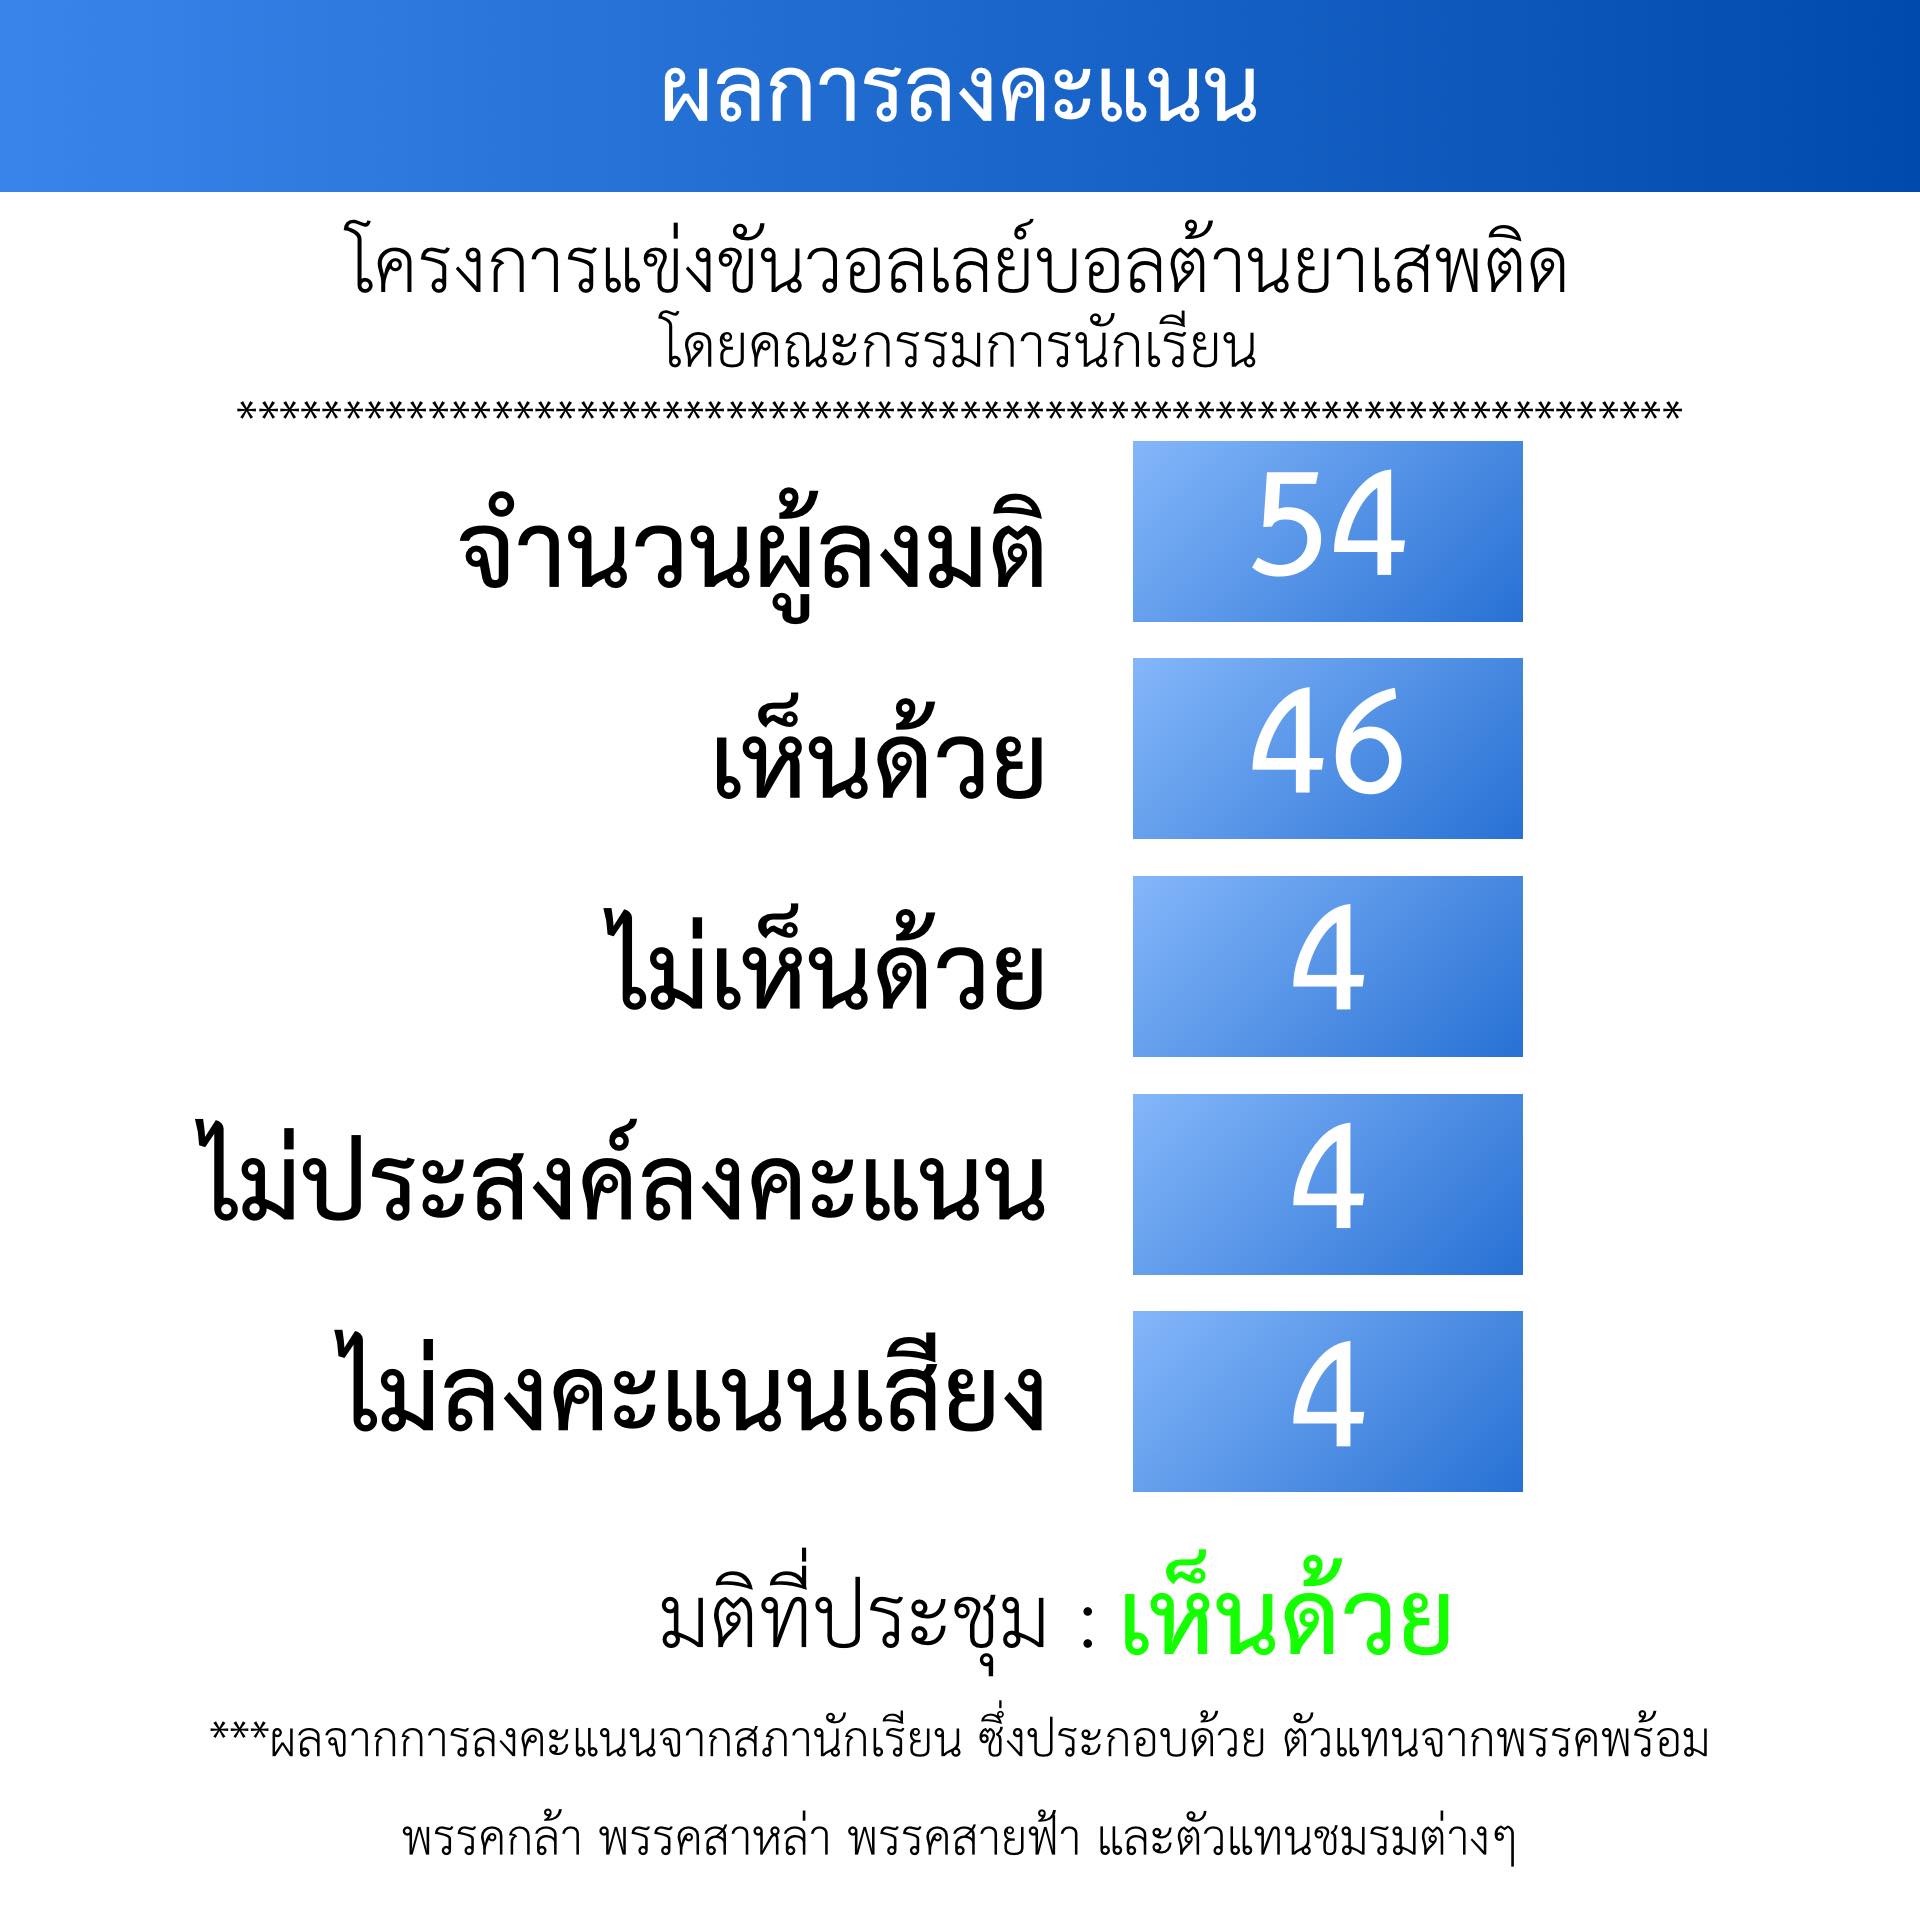 ผลการลงคะแนน
โครงการแข่งขันวอลเลย์บอลต้านยาเสพติด
โดยคณะกรรมการนักเรียน
********************************************************************
จำนวนผู้ลงมติ 54
เห็นด้วย 46
ไม่เห็นด้วย 4
ไม่ประสงค์ลงคะแนน 4
ไม่ลงคะแนนเสียง 4
มติที่ประชุม : เห็นด้วย
***ผลจากการลงคะแนนจากสภานักเรียน ซึ่งประกอบด้วย ตัวแทนจากพรรคพร้อม
พรรคกล้า พรรคสาหล่า พรรคสายฟ้า และตัวแทนชมรมต่างๆ